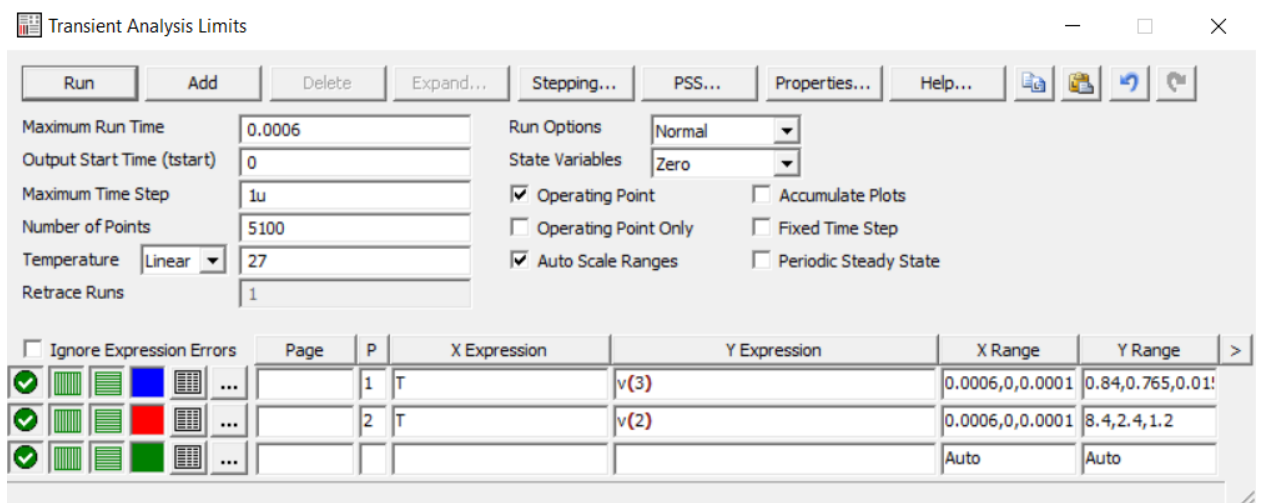 Transient Analysis Limits
Run Add Delete Expand... Stepping... PSS... Properties... Help...
Maximum Run Time 0.0006 Run Options Normal
Output Start Time (tstart) 0 State Variables Zero
Maximum Time Step 1u Operating Point Accumulate Plots
Number of Points 5100 Operating Point Only Fixed Time Step
Temperature Linear 27 Auto Scale Ranges Periodic Steady State
Retrace Runs 1
Ignore Expression Errors Page P X Expression Y Expression X Range Y Range >
... 1 T v(3) 0.0006,0,0.0001 0.84,0.765,0.01
... 2 T v(2) 0.0006,0,0.0001 8.4,2.4,1.2
... Auto Auto